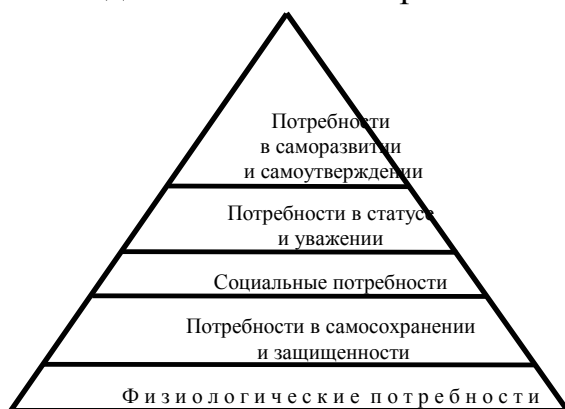 Потребности
в саморазвитии
и самоутверждении
Потребности в статусе
и уважении
Социальные потребности
Потребности в самосохранении
и защищенности
Физиологические потребности